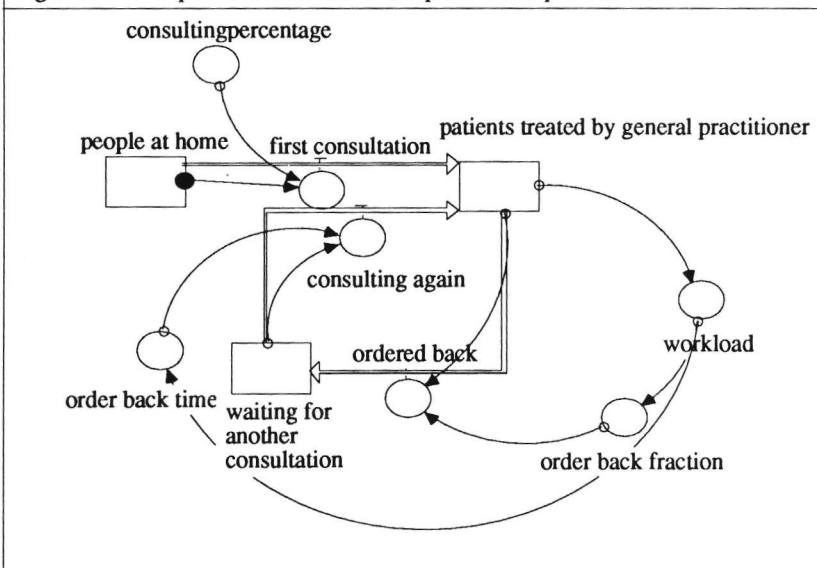 consultingpercentage
people at home
first consultation
patients treated by general practitioner
consulting again
workload
ordered back
order back time
waiting for
another
consultation
order back fraction